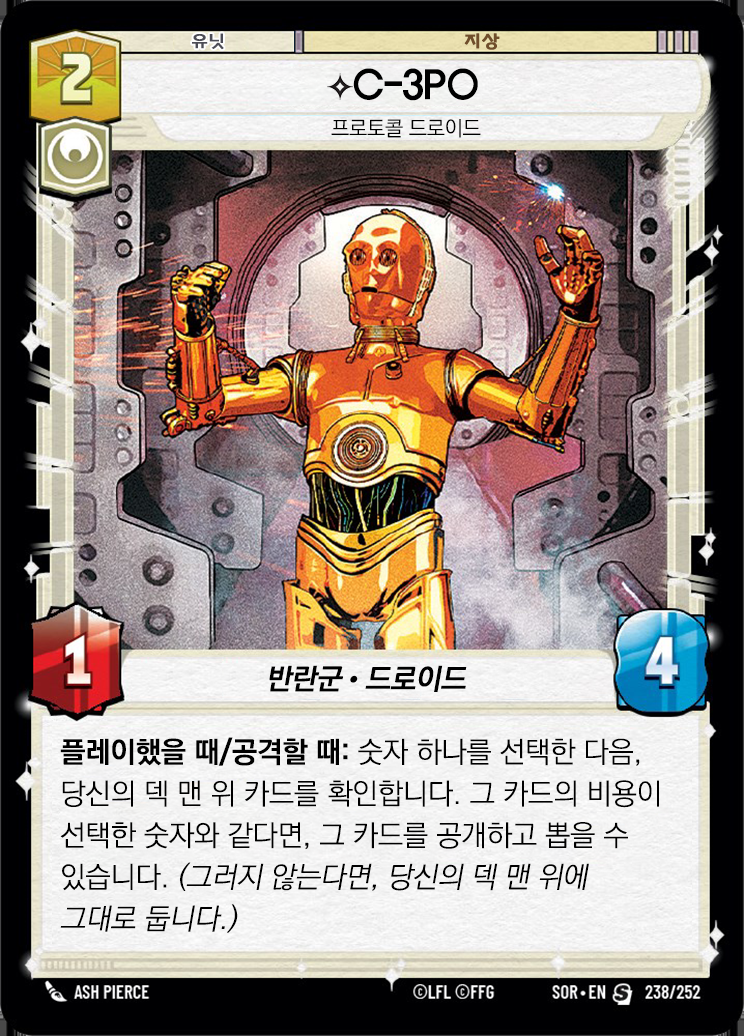 유닛
지상
2
✧C-3PO
프로토콜 드로이드
1
4
반란군 • 드로이드
플레이했을 때/공격할 때: 숫자 하나를 선택한 다음,
당신의 덱 맨 위 카드를 확인합니다. 그 카드의 비용이
선택한 숫자와 같다면, 그 카드를 공개하고 뽑을 수
있습니다. (그러지 않는다면, 당신의 덱 맨 위에
그대로 둡니다.)
ASH PIERCE
©LFL ©FFG
SOR • EN S 238/252